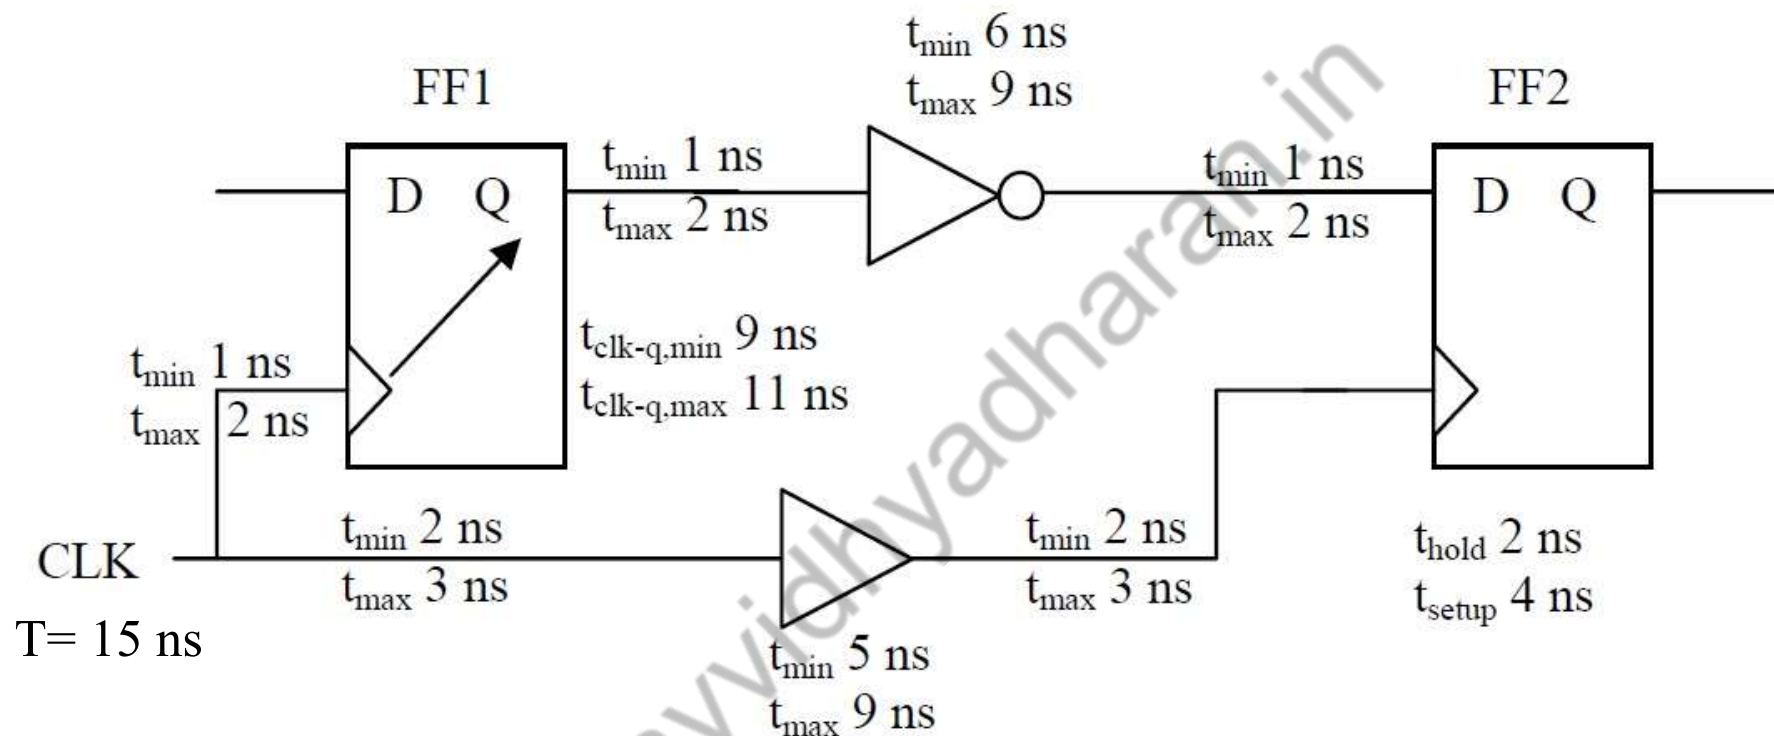 t_min 6 ns
t_max 9 ns
FF1
FF2
t_min 1 ns
t_max 2 ns
t_min 1 ns
t_max 2 ns
D Q
D Q
t_clk-q,min 9 ns
t_clk-q,max 11 ns
t_min 1 ns
t_max 2 ns
CLK
T= 15 ns
t_min 2 ns
t_max 3 ns
t_min 2 ns
t_max 3 ns
t_hold 2 ns
t_setup 4 ns
t_min 5 ns
t_max 9 ns
vvidhyadharan.in